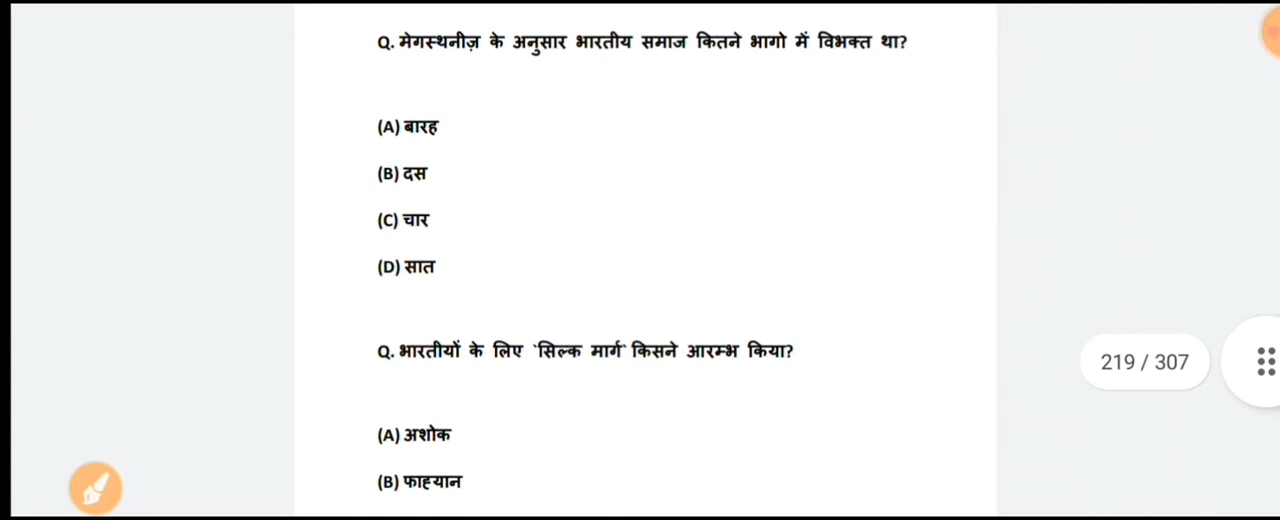 Q. मेगस्थनीज़ के अनुसार भारतीय समाज कितने भागो में विभक्त था?
(A) बारह
(B) दस
(C) चार
(D) सात
Q. भारतीयों के लिए `सिल्क मार्ग` किसने आरम्भ किया?
219 / 307
(A) अशोक
(B) फाह्यान